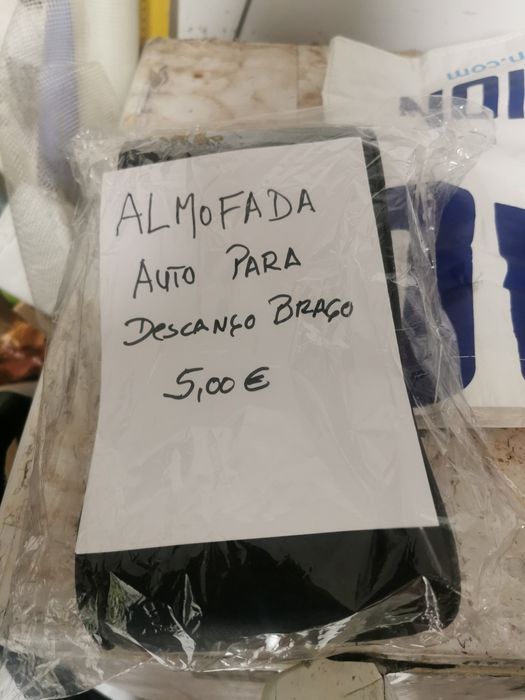 ALMOFADA
AUTO PARA
DESCANÇO BRAÇO
5,00 €